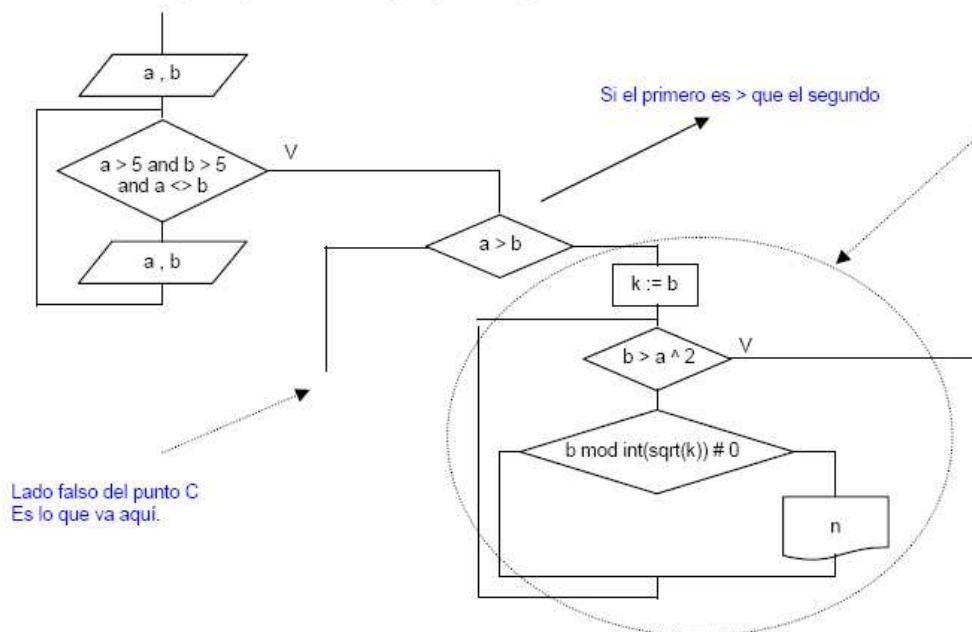 a , b
Si el primero es > que el segundo
V
a > 5 and b > 5
and a <> b
a > b
a , b
k := b
V
b > a ^ 2
b mod int(sqrt(k)) # 0
Lado falso del punto C
Es lo que va aquí.
n